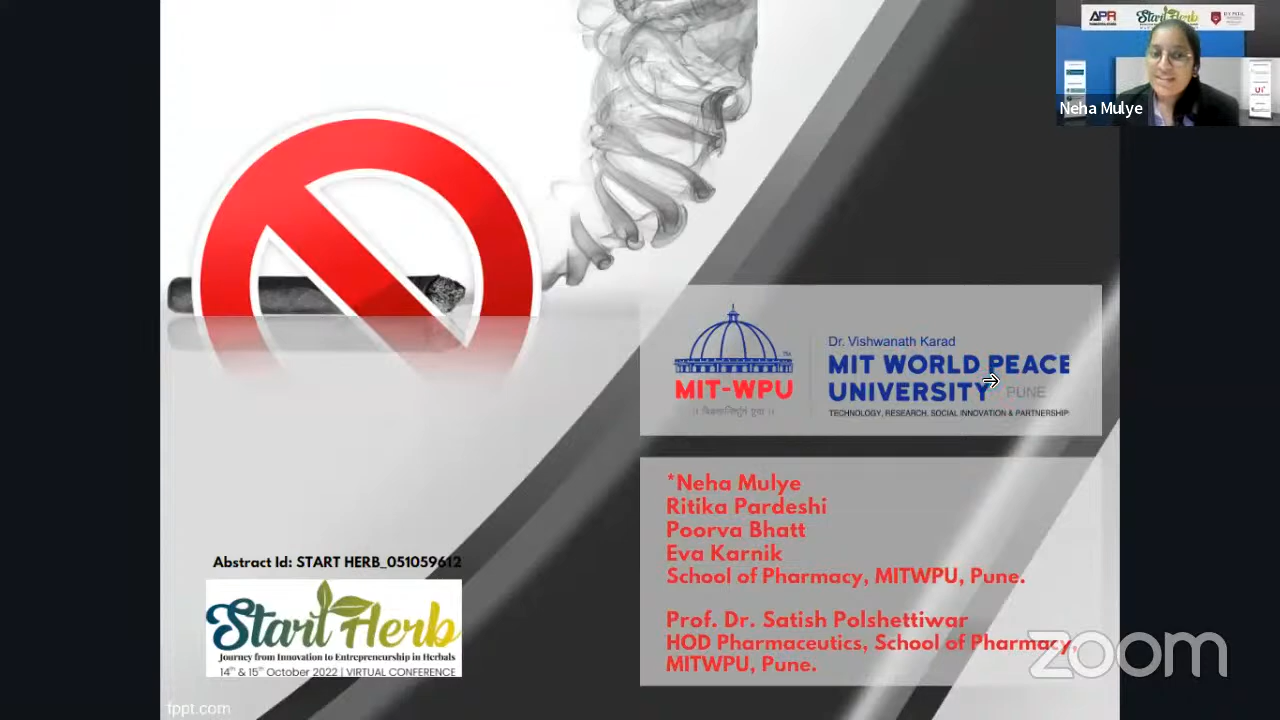 APR
Start Herb
Neha Mulye
MIT-WPU
Dr. Vishwanath Karad
MIT WORLD PEACE
UNIVERSITY PUNE
TECHNOLOGY, RESEARCH, SOCIAL INNOVATION & PARTNERSHIP
*Neha Mulye
Ritika Pardeshi
Poorva Bhatt
Eva Karnik
School of Pharmacy, MITWPU, Pune.
Prof. Dr. Satish Polshettiwar
HOD Pharmaceutics, School of Pharmacy,
MITWPU, Pune.
Abstract Id: START HERB_051059612
Start Herb
Journey from Innovation to Entrepreneurship in Herbals
14th & 15th October 2022 | VIRTUAL CONFERENCE
fppt.com
zoom